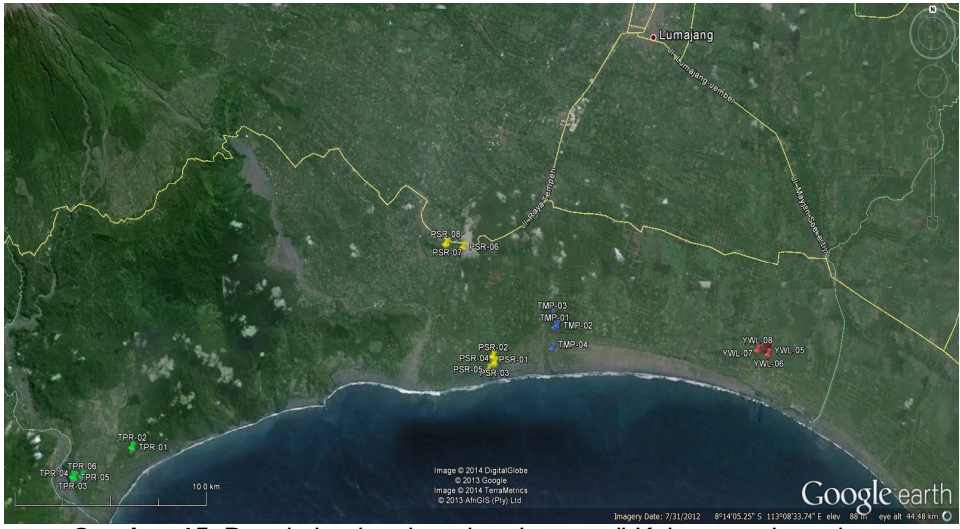 N
Lumajang
Jl-Lumajang-Jember
Jl-Raya-Tempeh
PSR-08
PSR-07
PSR-06
TMP-03
TMP-01
TMP-02
TMP-04
PSR-02
PSR-04
PSR-01
PSR-05
PSR-03
YWL-08
YWL-07
YWL-05
YWL-06
TPR-02
TPR-01
TPR-06
TPR-04
TPR-05
TPR-03
10.0 km
Image © 2014 DigitalGlobe
© 2013 Google
Image © 2014 TerraMetrics
© 2013 AfriGIS (Pty) Ltd.
Google earth
Imagery Date: 7/31/2012 8°14'05.25" S 113°08'33.74" E elev 88 m eye alt 44.48 km